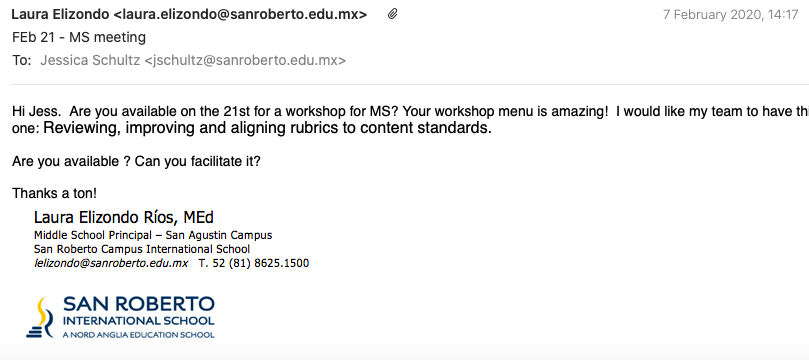 Laura Elizondo <laura.elizondo@sanroberto.edu.mx>
7 February 2020, 14:17
FEb 21 - MS meeting
To: Jessica Schultz <jschultz@sanroberto.edu.mx>
Hi Jess. Are you available on the 21st for a workshop for MS? Your workshop menu is amazing! I would like my team to have
one: Reviewing, improving and aligning rubrics to content standards.
Are you available ? Can you facilitate it?
Thanks a ton!
Laura Elizondo Ríos, MEd
Middle School Principal – San Agustin Campus
San Roberto Campus International School
lelizondo@sanroberto.edu.mx T. 52 (81) 8625.1500
SAN ROBERTO
INTERNATIONAL SCHOOL
A NORD ANGLIA EDUCATION SCHOOL